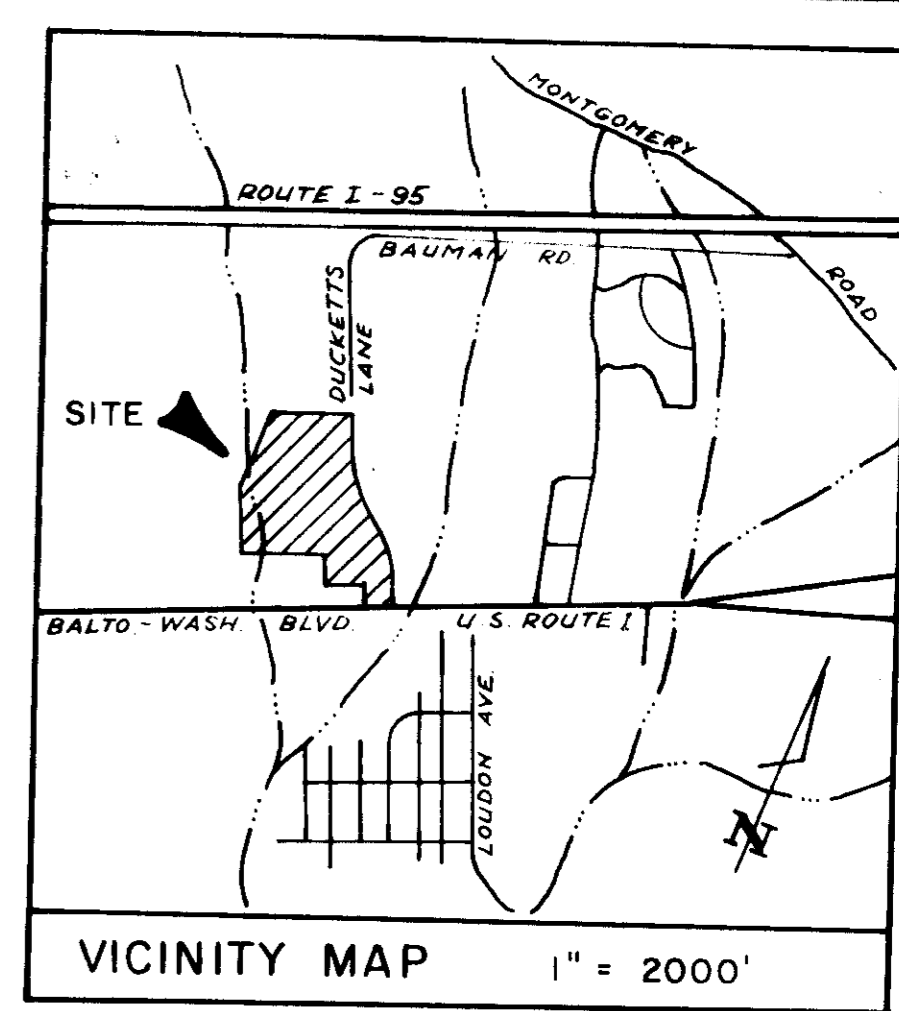 MONTGOMERY
ROAD
ROUTE I-95
BAUMAN RD
DUCKETTS
LANE
SITE
BALTO.-WASH. BLVD. U.S. ROUTE 1
LOUDON AVE.
N
VICINITY MAP 1" = 2000'